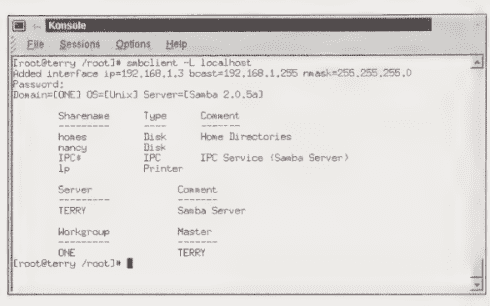 Konsole
File Sessions Options Help
[root@terry /root]# smbclient -L localhost
Added interface ip=192.168.1.3 bcast=192.168.1.255 nmask=255.255.255.0
Password:
Domain=[ONE] OS=[Unix] Server=[Samba 2.0.5a]
Sharename Type Comment
--------- ---- -------
homes Disk Home Directories
nancy Disk
IPC$ IPC IPC Service (Samba Server)
lp Printer
Server Comment
--------- -------
TERRY Samba Server
Workgroup Master
--------- -------
ONE TERRY
[root@terry /root]#